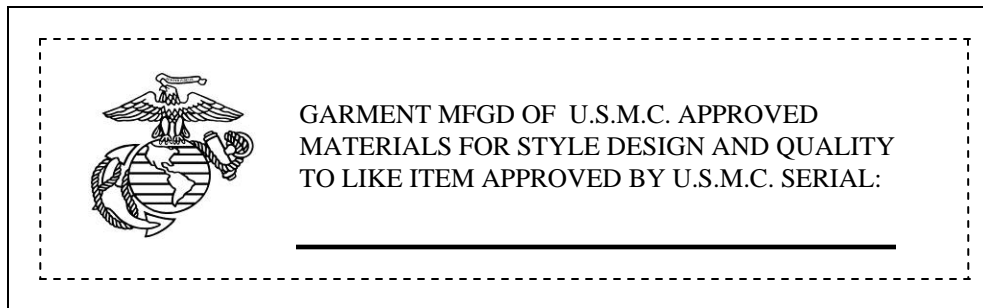 GARMENT MFGD OF U.S.M.C. APPROVED
MATERIALS FOR STYLE DESIGN AND QUALITY
TO LIKE ITEM APPROVED BY U.S.M.C. SERIAL: